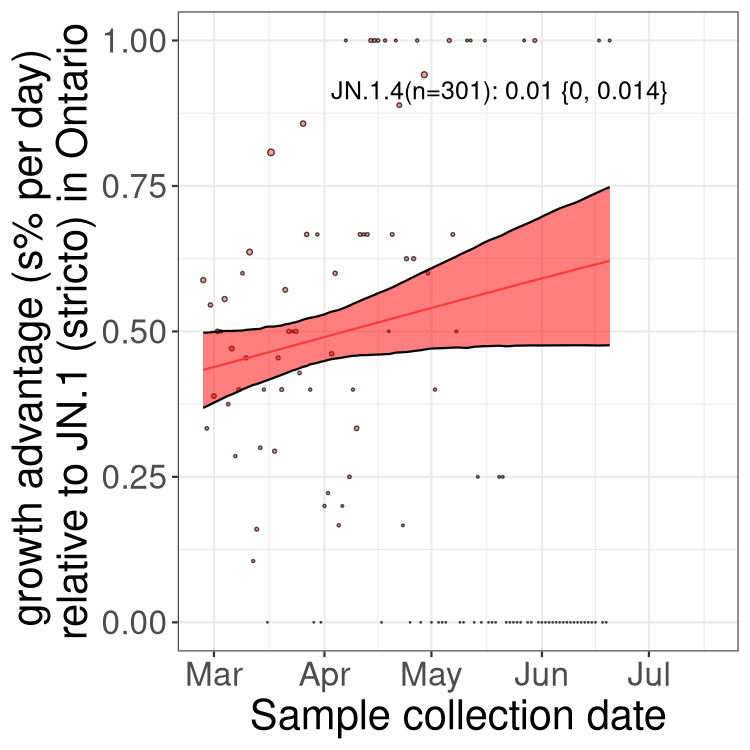 growth advantage (s% per day)
relative to JN.1 (stricto) in Ontario
1.00
0.75
0.50
0.25
0.00
JN.1.4(n=301): 0.01 {0, 0.014}
Mar Apr May Jun Jul
Sample collection date